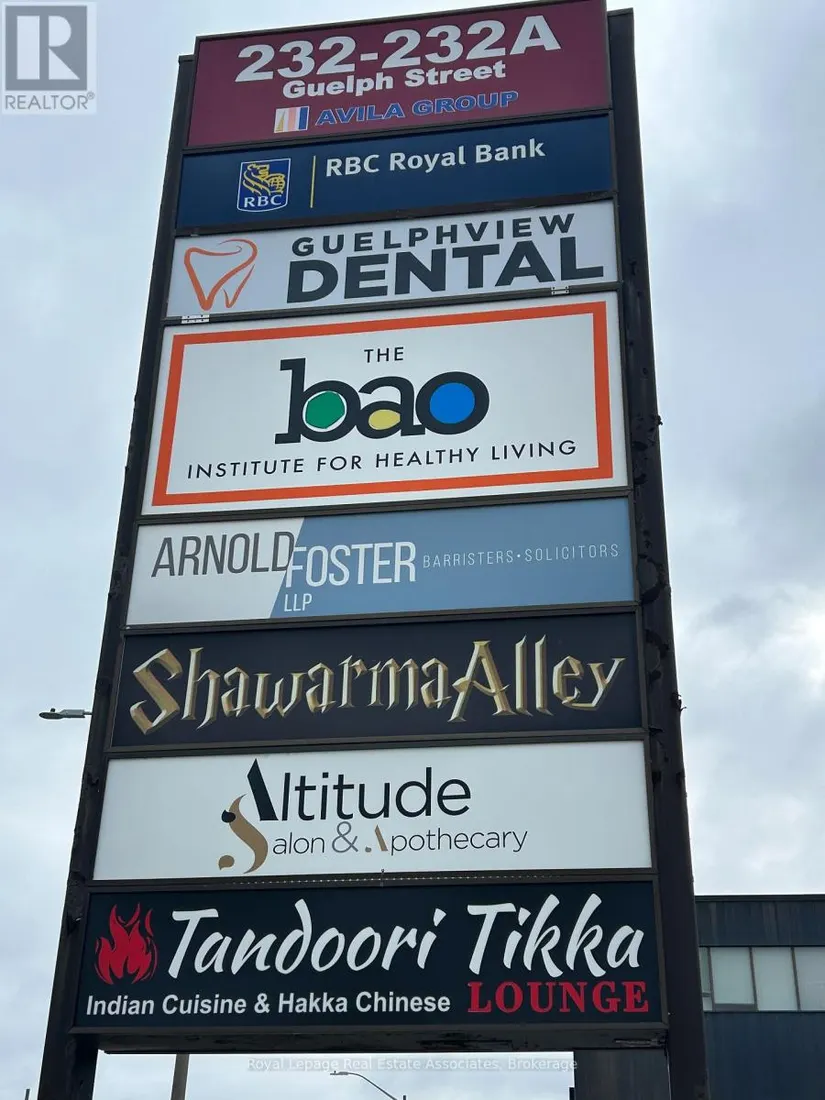 REALTOR®
232-232A
Guelph Street
AVILA GROUP
RBC
RBC Royal Bank
GUELPHVIEW
DENTAL
THE
bao
INSTITUTE FOR HEALTHY LIVING
ARNOLD
FOSTER
LLP
BARRISTERS•SOLICITORS
Shawarma Alley
Altitude
Salon & Apothecary
Tandoori Tikka
Indian Cuisine & Hakka Chinese LOUNGE
Royal Lepage Real Estate Associates, Brokerage